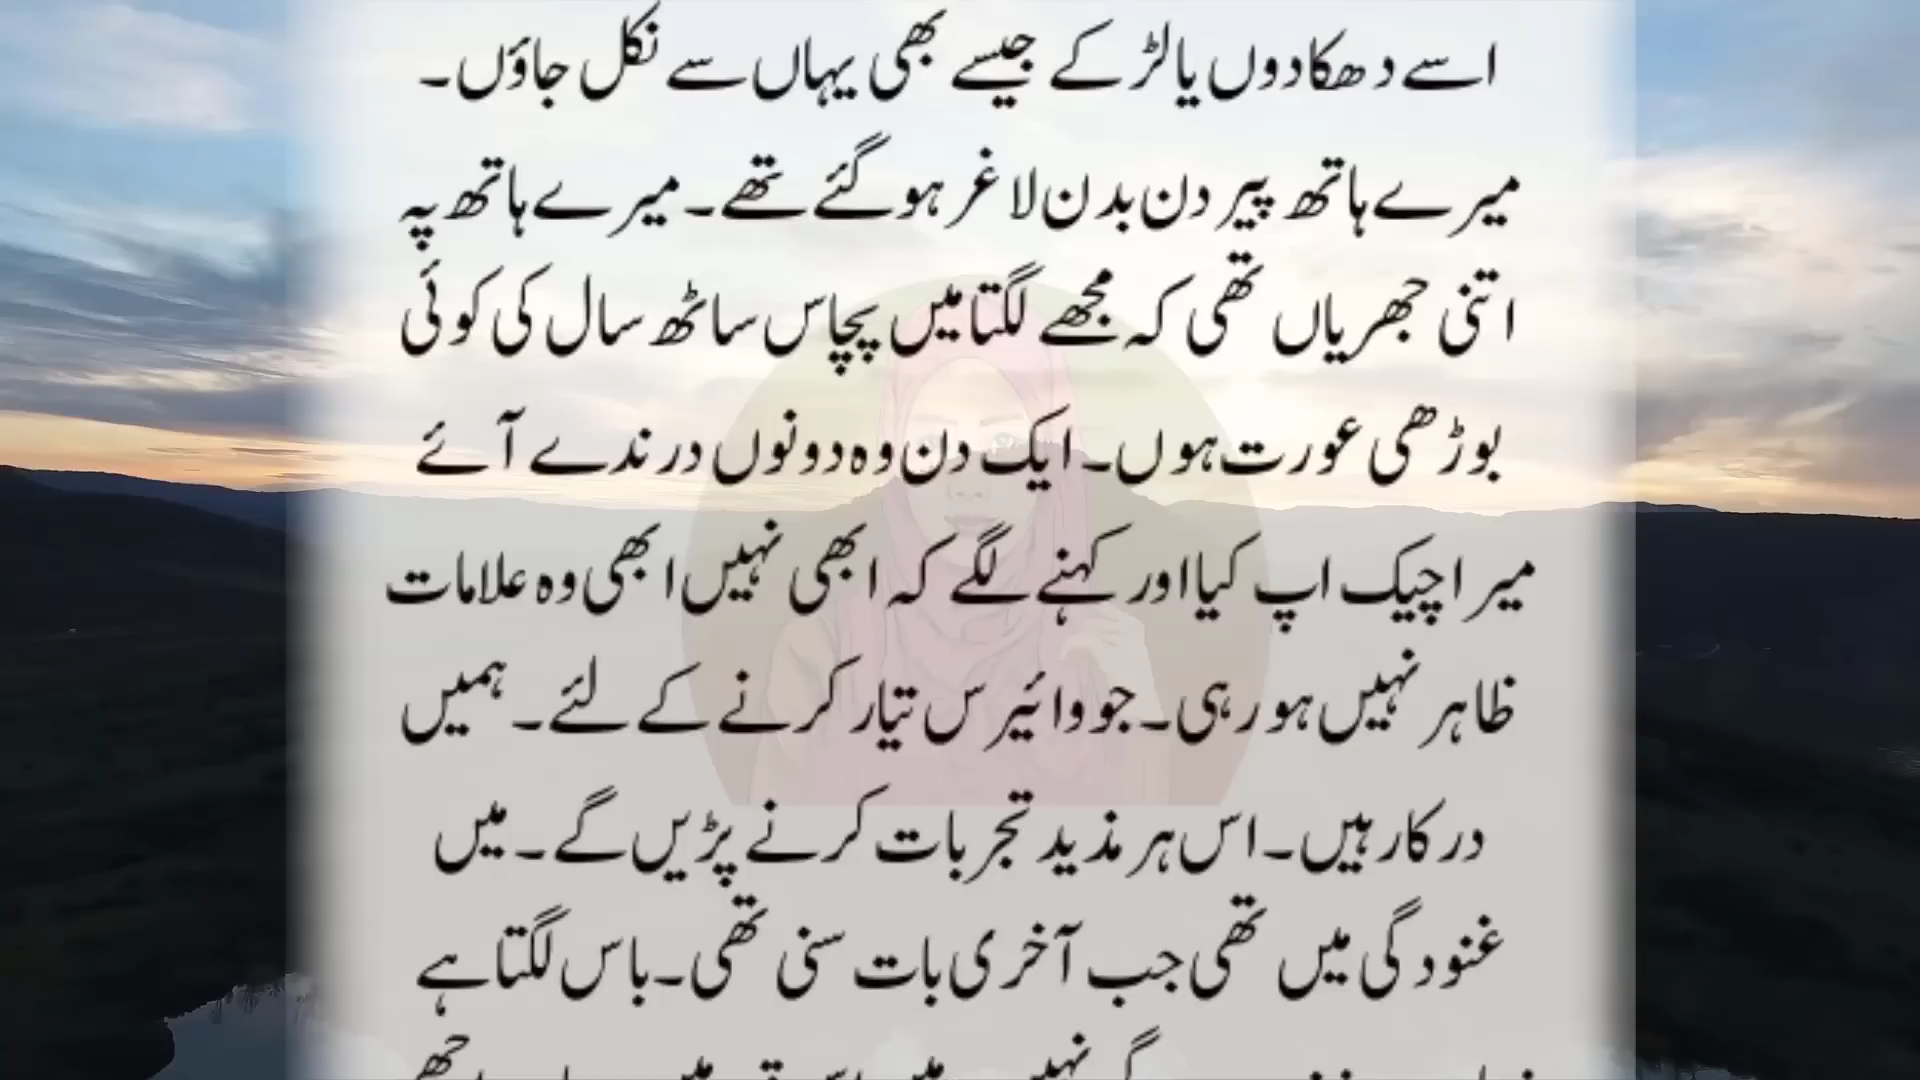 اسے دھکا دوں یا لڑ کے جیسے بھی یہاں سے نکل جاؤں۔
میرے ہاتھ پیر دن بدن لاغر ہو گئے تھے۔ میرے ہاتھ پہ
اتنی جھریاں تھی کہ مجھے لگتا میں پچاس ساٹھ سال کی کوئی
بوڑھی عورت ہوں۔ ایک دن وہ دونوں درندے آئے
میرا چیک اپ کیا اور کہنے لگے کہ ابھی نہیں ابھی وہ علامات
ظاہر نہیں ہو رہی۔ جو وائیرس تیار کرنے کے لئے۔ ہمیں
درکار ہیں۔ اس ہر مذید تجربات کرنے پڑیں گے۔ میں
غنودگی میں تھی جب آخری بات سنی تھی۔ باس لگتا ہے